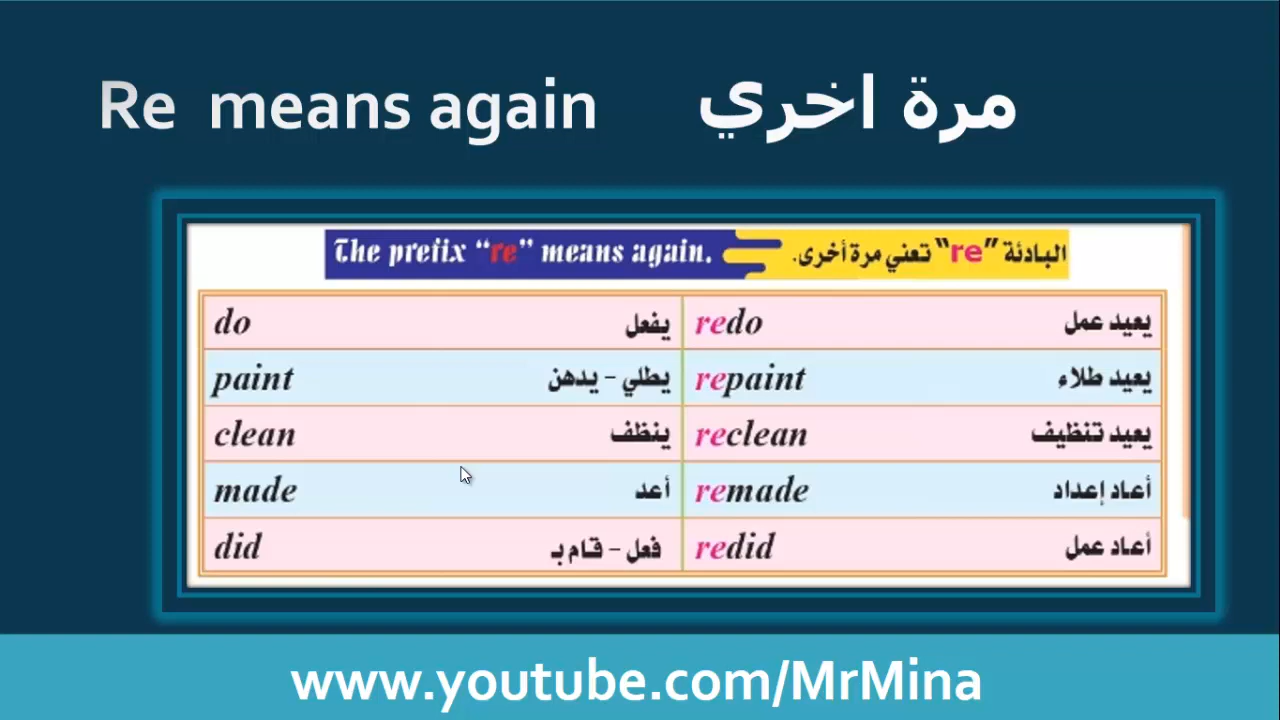 Re means again مرة اخري
The prefix “re” means again. البادئة “re” تعني مرة أخرى.
do يفعل redo يعيد عمل
paint يطلي - يدهن repaint يعيد طلاء
clean ينظف reclean يعيد تنظيف
made أعد remade أعاد إعداد
did فعل - قام بـ redid أعاد عمل
www.youtube.com/MrMina